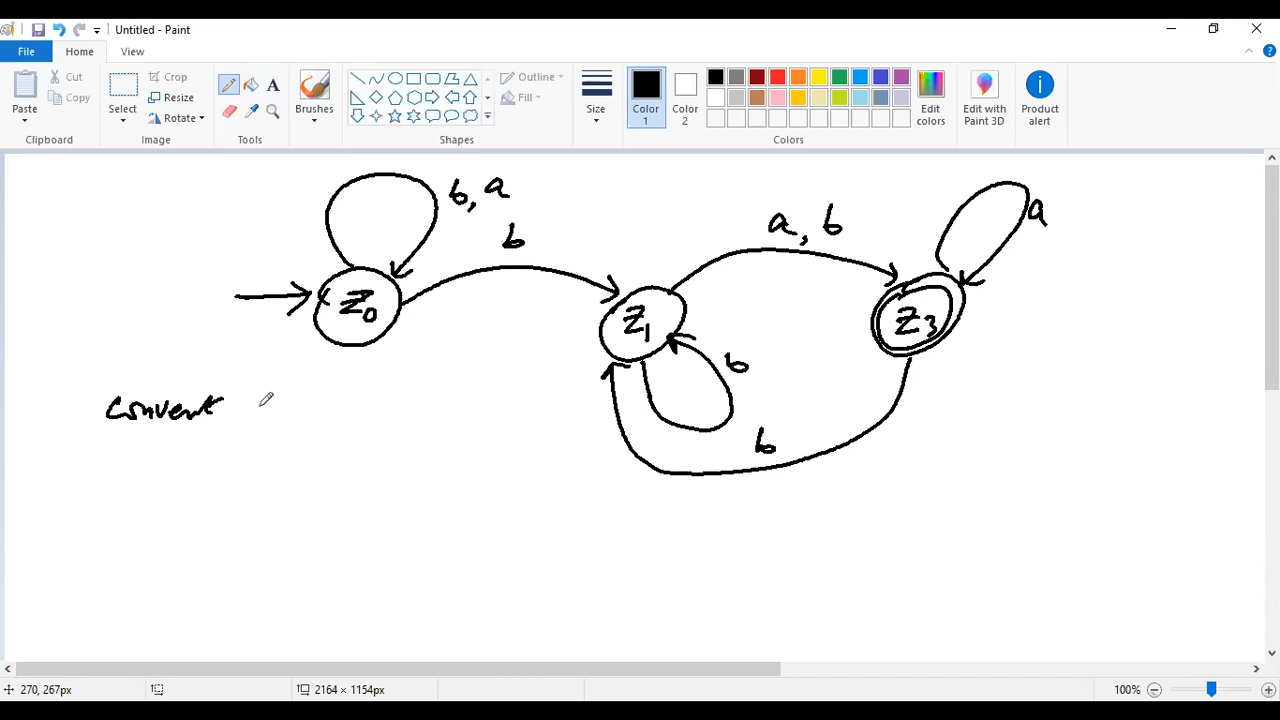 Untitled - Paint
File Home View
Paste
Cut
Copy
Clipboard
Select
Crop
Resize
Rotate
Image
A
Tools
Brushes
Outline
Fill
Shapes
Size
Color 1
Color 2
Colors
Edit colors
Edit with Paint 3D
Product alert
b, a
b
a, b
a
Z0
Z1
Z3
b
b
Convert
270, 267px
2164 × 1154px
100%